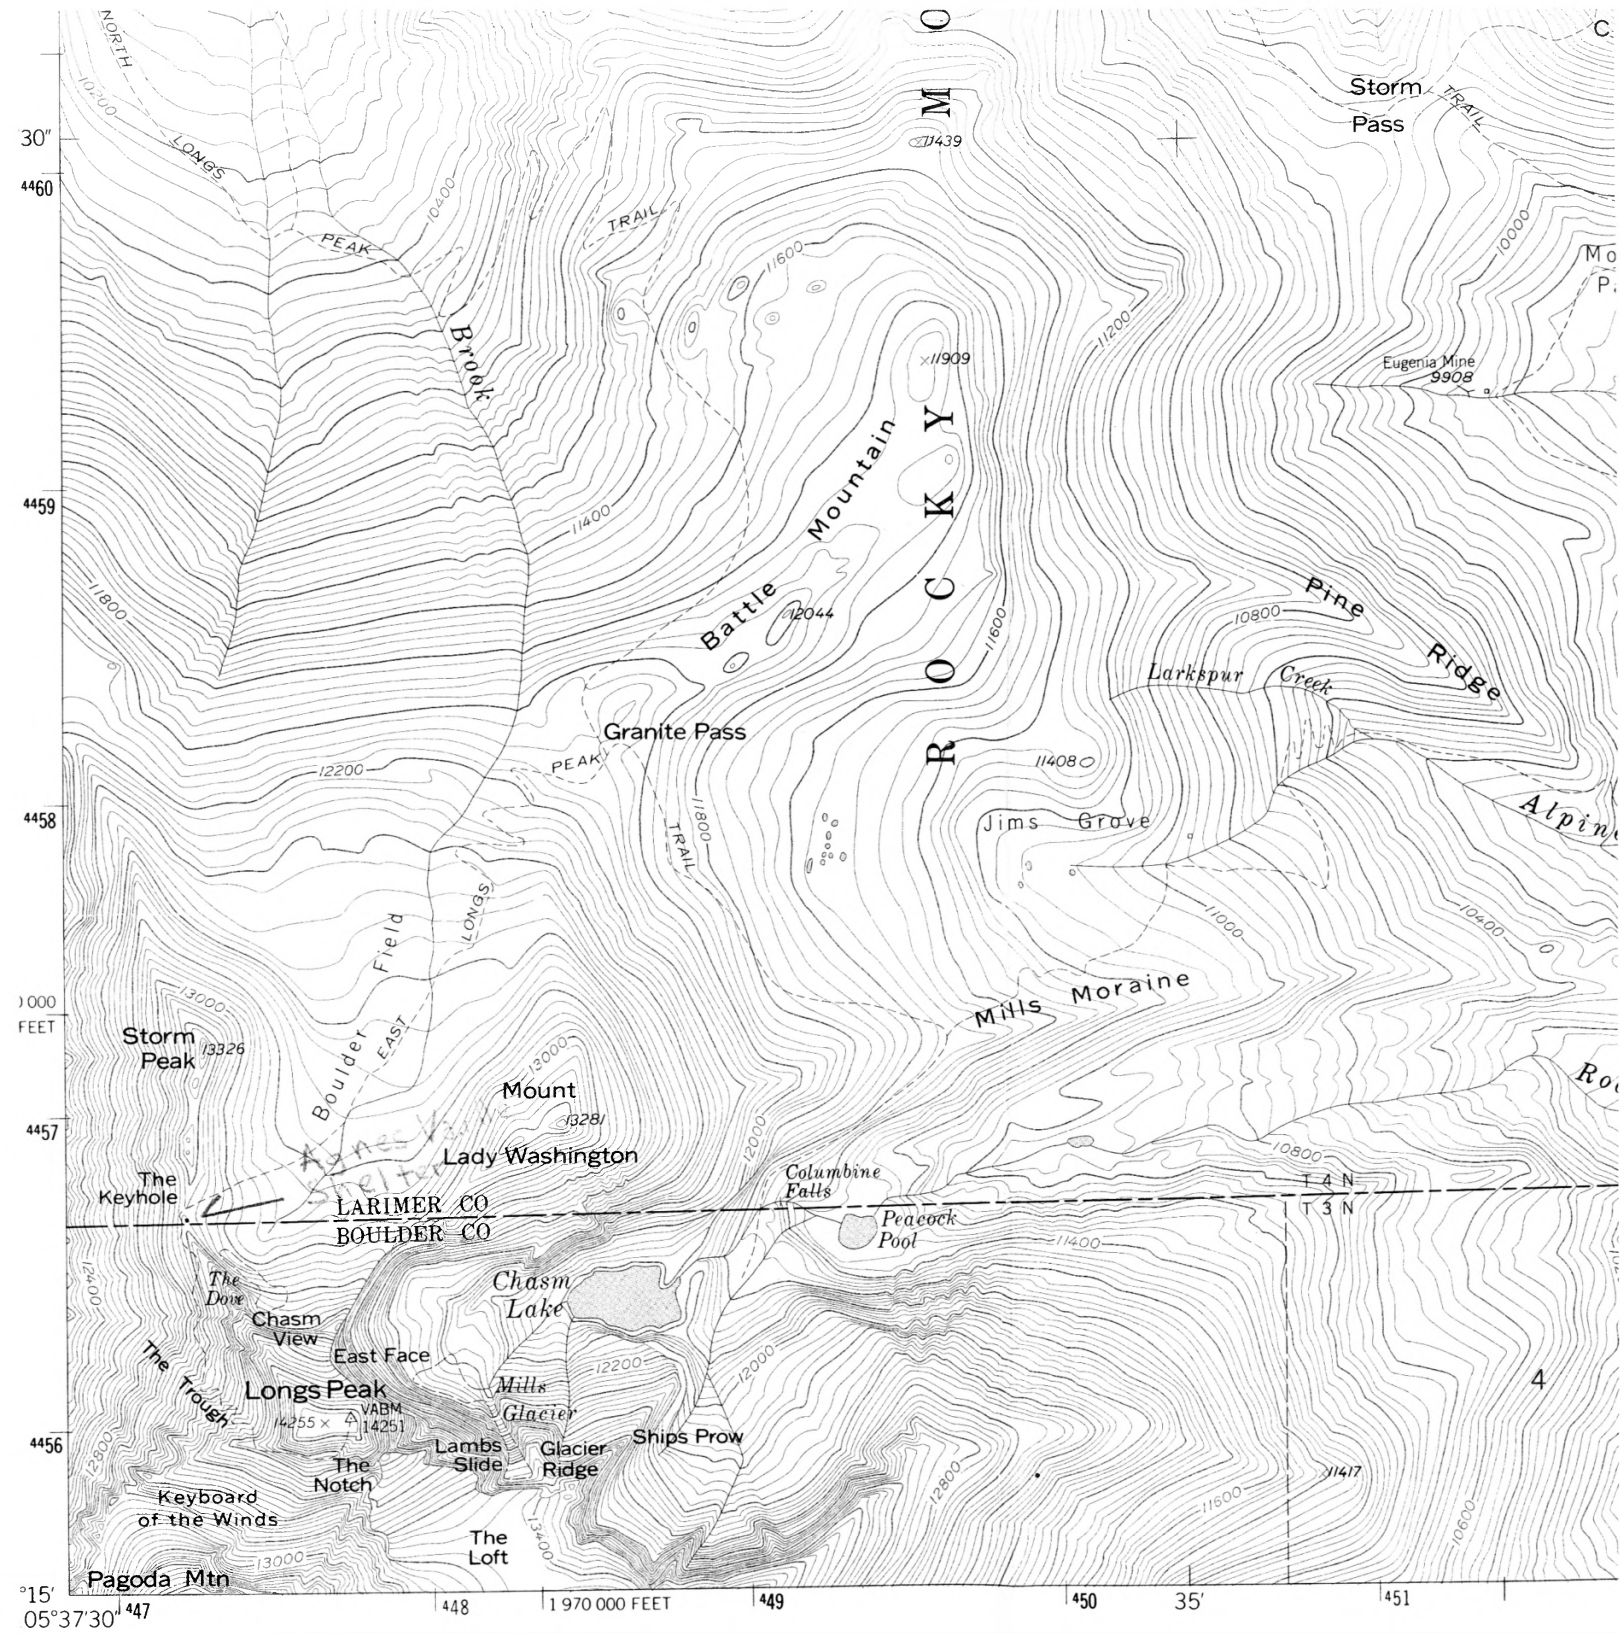 NORTH
O
C
10200
Storm
Pass
TRAIL
M
30″
11439
LONGS
4460
10400
TRAIL
PEAK
10000
11600
Mo
P.
Brook
11200
11909
Eugenia Mine
9908
Y
Mountain
K
4459
11400
11800
Battle
C
12044
10800
Pine
Ridge
11600
O
Larkspur Creek
Granite Pass
R
PEAK
12200
11408
11800
4458
Jims Grove
Alpine
TRAIL
LONGS
11000
10400
Field
Mills Moraine
13000
000
FEET
Storm
Peak
13326
EAST
Boulder
13000
Mount
13281
4457
Agnes Vaille
Shelter
Lady Washington
12000
10800
The
Keyhole
Columbine
Falls
T 4 N
T 3 N
LARIMER CO
BOULDER CO
Peacock
Pool
11400
12400
The
Dove
Chasm
Lake
Chasm
View
East Face
The Trough
12200
12000
Longs Peak
Mills
Glacier
4
14255
VABM
14251
4456
12800
Lambs
Slide
Glacier
Ridge
Ships Prow
The
Notch
11417
12800
11600
Keyboard
of the Winds
10600
The
Loft
13400
13000
Pagoda Mtn
°15′
05°37′30″
447
448
1 970 000 FEET
449
450
35′
451